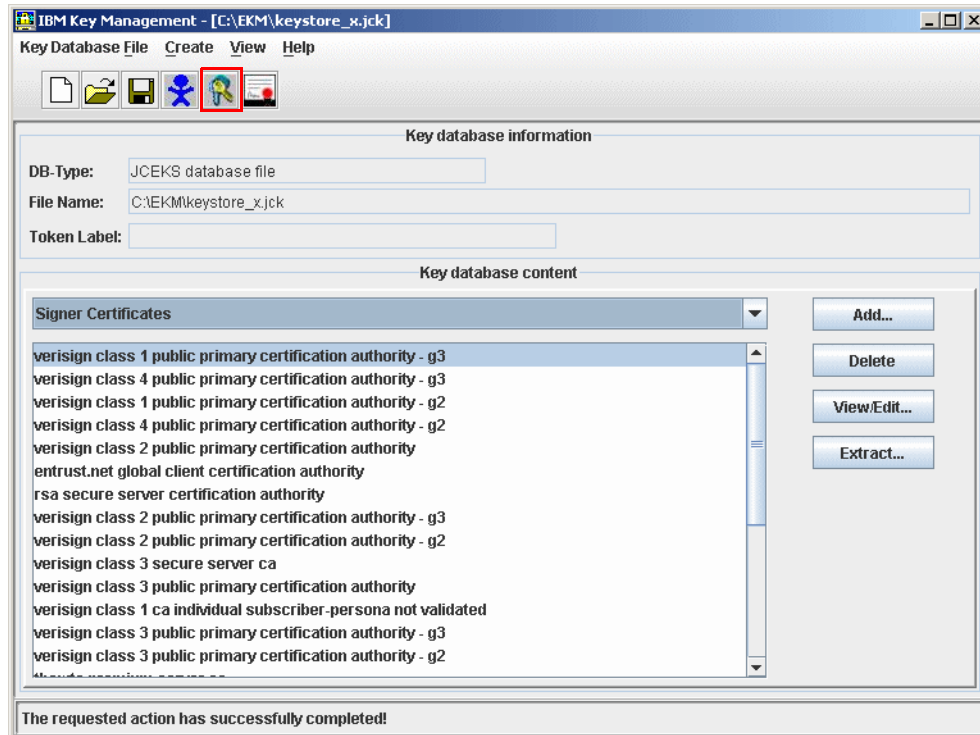 IBM Key Management - [C:\EKM\keystore_x.jck]
Key Database File Create View Help
Key database information
DB-Type: JCEKS database file
File Name: C:\EKM\keystore_x.jck
Token Label:
Key database content
Signer Certificates
Add...
verisign class 1 public primary certification authority - g3
Delete
verisign class 4 public primary certification authority - g3
verisign class 1 public primary certification authority - g2
View/Edit...
verisign class 4 public primary certification authority - g2
verisign class 2 public primary certification authority
Extract...
entrust.net global client certification authority
rsa secure server certification authority
verisign class 2 public primary certification authority - g3
verisign class 2 public primary certification authority - g2
verisign class 3 secure server ca
verisign class 3 public primary certification authority
verisign class 1 ca individual subscriber-persona not validated
verisign class 3 public primary certification authority - g3
verisign class 3 public primary certification authority - g2
The requested action has successfully completed!